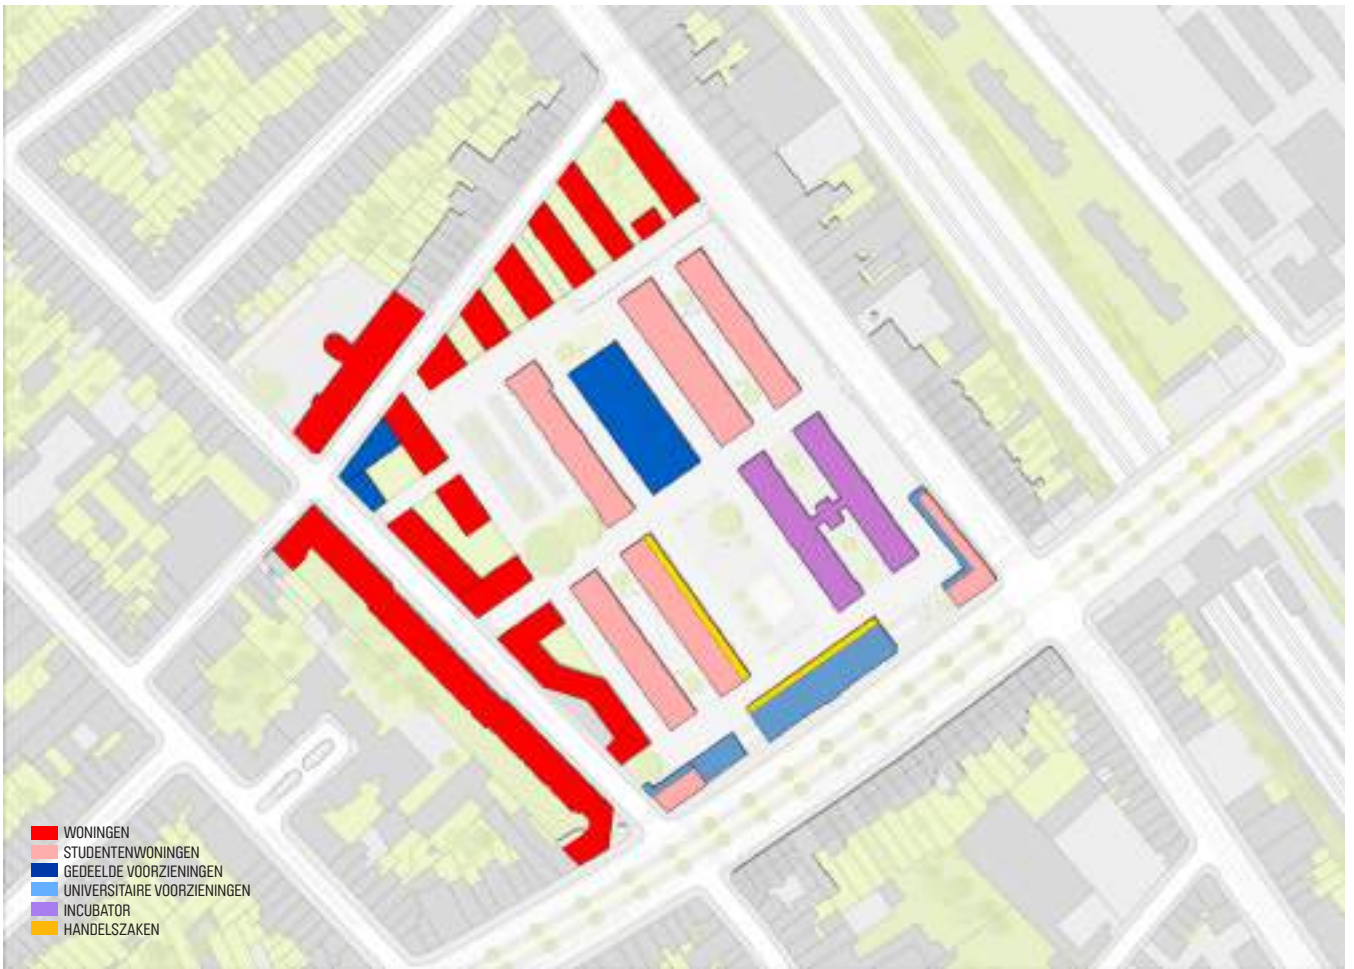 WONINGEN
STUDENTENWONINGEN
GEDEELDE VOORZIENINGEN
UNIVERSITAIRE VOORZIENINGEN
INCUBATOR
HANDELSZAKEN